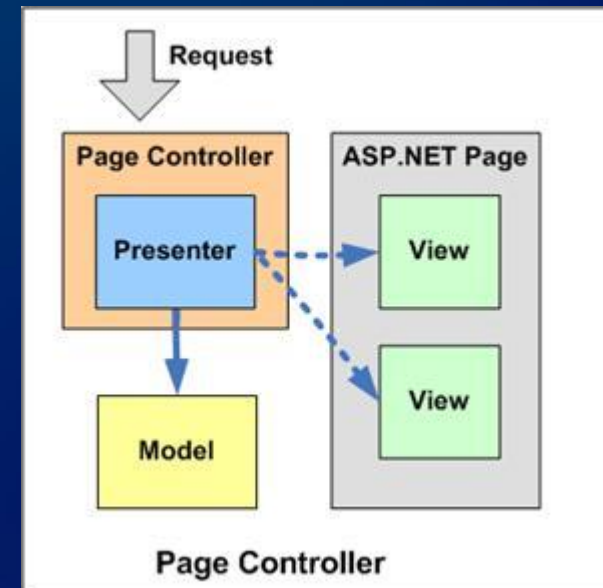 Request
Page Controller
ASP.NET Page
Presenter
View
View
Model
Page Controller